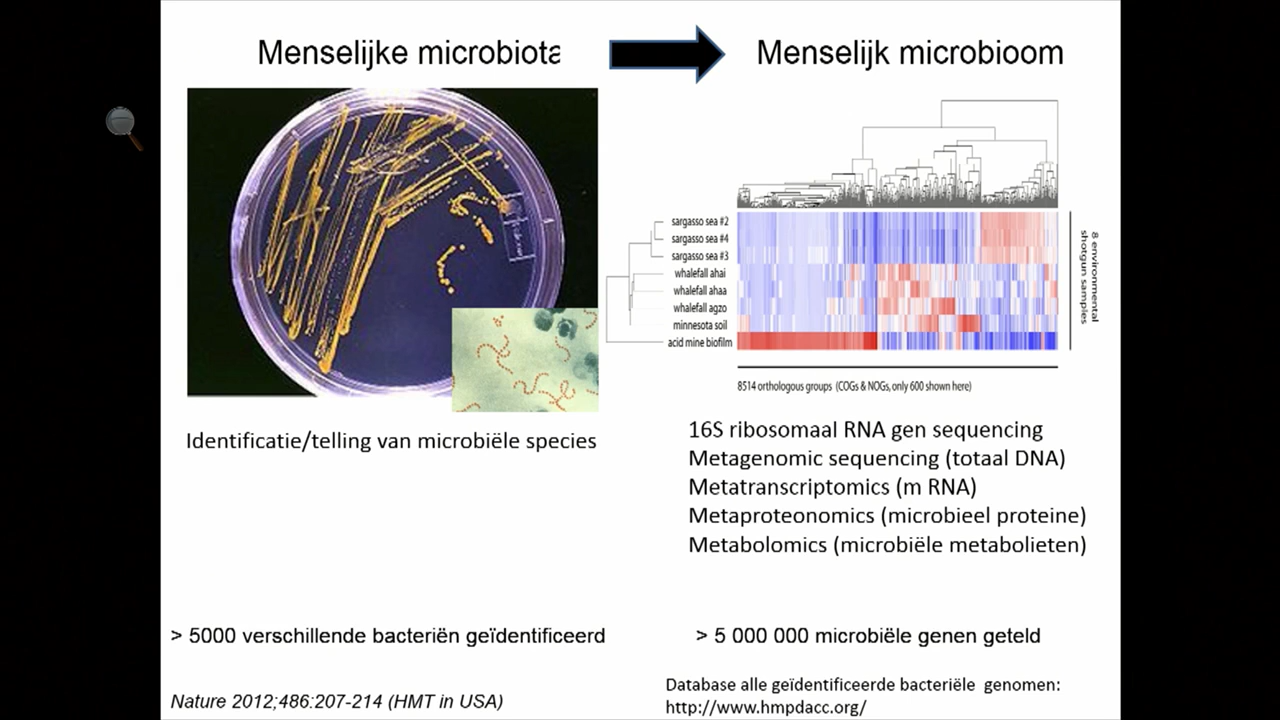 Menselijke microbiota
Menselijk microbioom
sargasso sea #2
sargasso sea #4
sargasso sea #3
whalefall ahai
whalefall ahaa
whalefall agzo
minnesota soil
acid mine biofilm
8 environmental
shotgun samples
8514 orthologous groups (COGs & NOGs, only 600 shown here)
Identificatie/telling van microbiële species
16S ribosomaal RNA gen sequencing
Metagenomic sequencing (totaal DNA)
Metatranscriptomics (m RNA)
Metaproteonomics (microbieel proteine)
Metabolomics (microbiële metabolieten)
> 5000 verschillende bacteriën geïdentificeerd
> 5 000 000 microbiële genen geteld
Nature 2012;486:207-214 (HMT in USA)
Database alle geïdentificeerde bacteriële genomen:
http://www.hmpdacc.org/